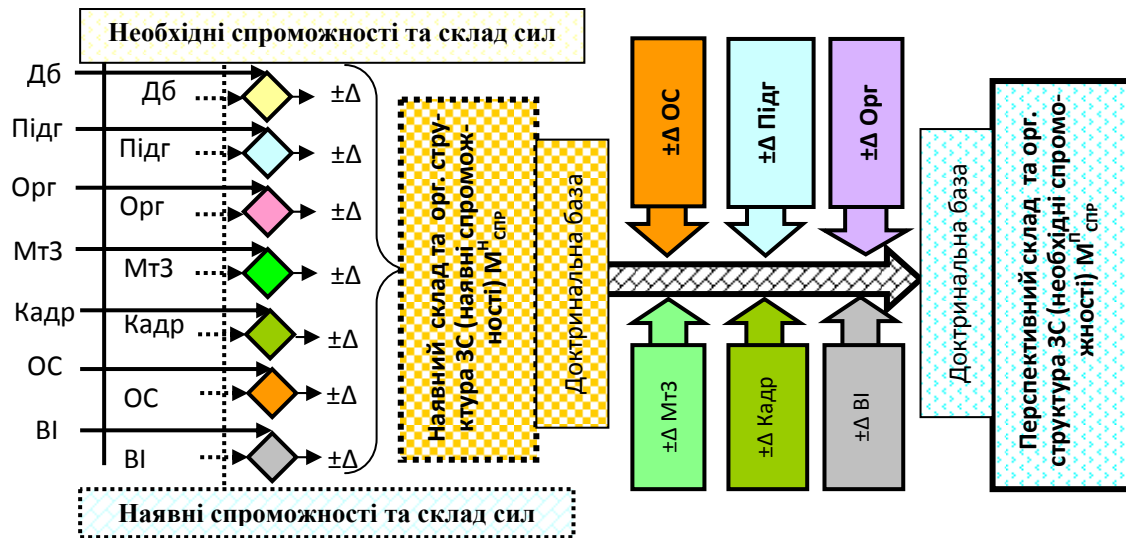 Необхідні спроможності та склад сил
Дб
Дб
±Δ
Підг
Підг
±Δ
Орг
Орг
±Δ
МтЗ
МтЗ
±Δ
Кадр
Кадр
±Δ
ОС
ОС
±Δ
ВІ
ВІ
±Δ
Наявні спроможності та склад сил
Наявний склад та орг. стру-
ктура ЗС (наявні спромож-
ності) М^Н_СПР
Доктринальна база
±Δ ОС
±Δ Підг
±Δ Орг
±Δ МтЗ
±Δ Кадр
±Δ ВІ
Доктринальна база
Перспективний склад та орг.
структура ЗС (необхідні спромо-
жності) М^П_СПР